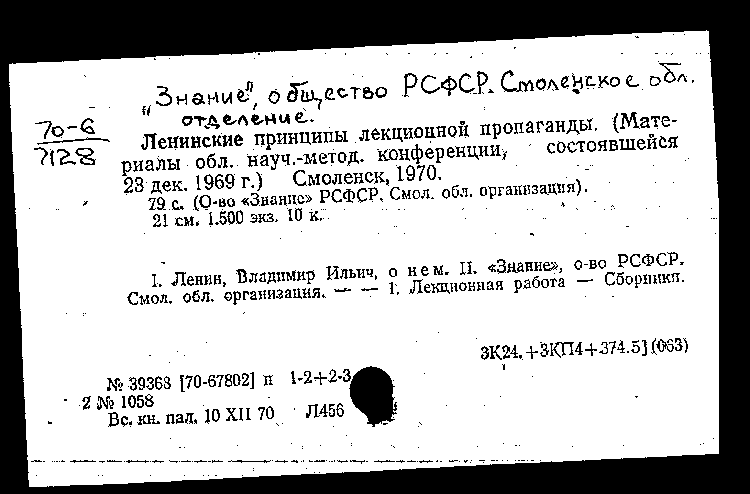 "Знание", общество РСФСР. Смоленское обл.
отделение.
70-6
7128
Ленинские принципы лекционной пропаганды. (Мате-
риалы обл. науч.-метод. конференции, состоявшейся
23 дек. 1969 г.) Смоленск, 1970.
79 с. (О-во «Знание» РСФСР. Смол. обл. организация).
21 см. 1.500 экз. 10 к.
I. Ленин, Владимир Ильич, о нем. II. «Знание», о-во РСФСР.
Смол. обл. организация. — — 1. Лекционная работа — Сборники.
3К24.+3КП4+374.5](063)
№ 39368 [70-67802] п 1-2+2-3
2 № 1058
Вс. кн. пал. 10 XII 70 Л456